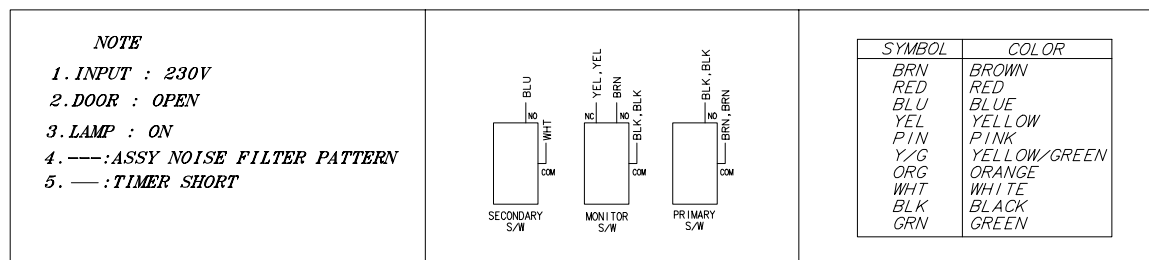 NOTE
1.INPUT : 230V
2.DOOR : OPEN
3.LAMP : ON
4.---:ASSY NOISE FILTER PATTERN
5.—:TIMER SHORT
BLU
NO
WHT
COM
SECONDARY
S/W
YEL,YEL
BRN
NC
NO
BLK,BLK
COM
MONITOR
S/W
BLK,BLK
NO
BRN,BRN
COM
PRIMARY
S/W
SYMBOL COLOR
BRN BROWN
RED RED
BLU BLUE
YEL YELLOW
PIN PINK
Y/G YELLOW/GREEN
ORG ORANGE
WHT WHITE
BLK BLACK
GRN GREEN